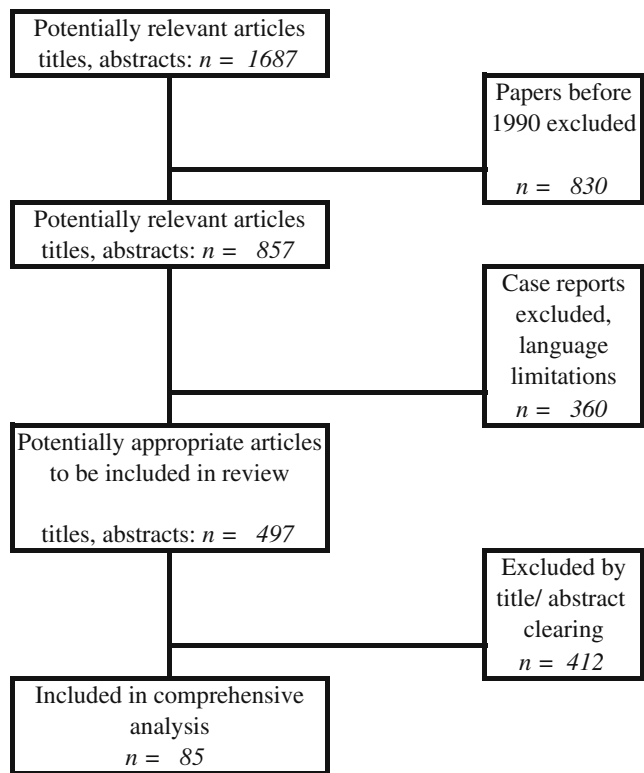 Potentially relevant articles
titles, abstracts: n = 1687
Papers before
1990 excluded
n = 830
Potentially relevant articles
titles, abstracts: n = 857
Case reports
excluded,
language
limitations
n = 360
Potentially appropriate articles
to be included in review
titles, abstracts: n = 497
Excluded by
title/ abstract
clearing
n = 412
Included in comprehensive
analysis
n = 85